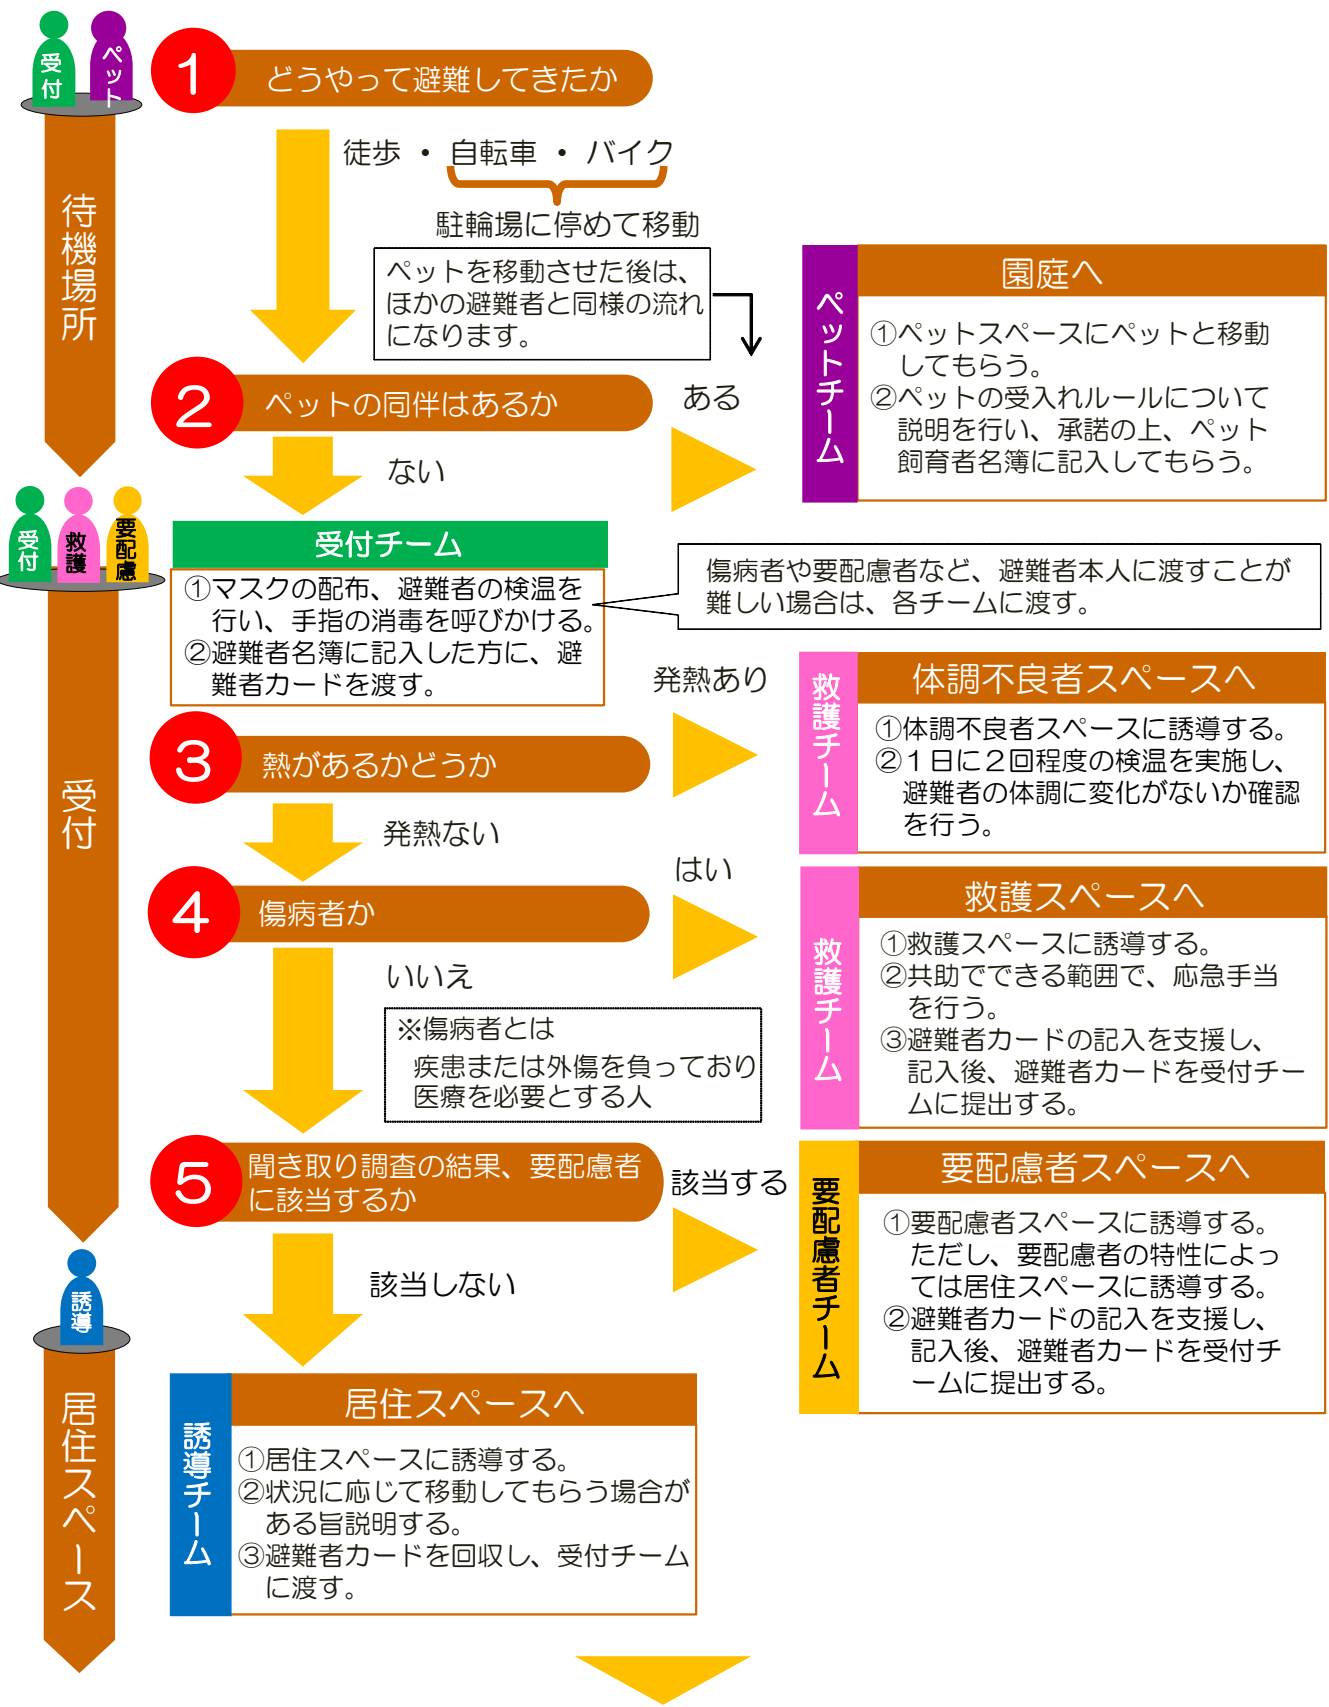 受付
ペット
待機場所
1
どうやって避難してきたか
徒歩 ・ 自転車 ・ バイク
駐輪場に停めて移動
ペットを移動させた後は、
ほかの避難者と同様の流れ
になります。
2
ペットの同伴はあるか
ある
ない
ペットチーム
園庭へ
①ペットスペースにペットと移動
してもらう。
②ペットの受入れルールについて
説明を行い、承諾の上、ペット
飼育者名簿に記入してもらう。
受付
救護
要配慮
受付
受付チーム
①マスクの配布、避難者の検温を
行い、手指の消毒を呼びかける。
②避難者名簿に記入した方に、避
難者カードを渡す。
傷病者や要配慮者など、避難者本人に渡すことが
難しい場合は、各チームに渡す。
3
熱があるかどうか
発熱あり
発熱ない
救護チーム
体調不良者スペースへ
①体調不良者スペースに誘導する。
②１日に２回程度の検温を実施し、
避難者の体調に変化がないか確認
を行う。
4
傷病者か
はい
いいえ
※傷病者とは
疾患または外傷を負っており
医療を必要とする人
救護チーム
救護スペースへ
①救護スペースに誘導する。
②共助でできる範囲で、応急手当
を行う。
③避難者カードの記入を支援し、
記入後、避難者カードを受付チー
ムに提出する。
5
聞き取り調査の結果、要配慮者
に該当するか
該当する
該当しない
要配慮者チーム
要配慮者スペースへ
①要配慮者スペースに誘導する。
ただし、要配慮者の特性によっ
ては居住スペースに誘導する。
②避難者カードの記入を支援し、
記入後、避難者カードを受付チ
ームに提出する。
誘導
居住スペース
誘導チーム
居住スペースへ
①居住スペースに誘導する。
②状況に応じて移動してもらう場合が
ある旨説明する。
③避難者カードを回収し、受付チーム
に渡す。